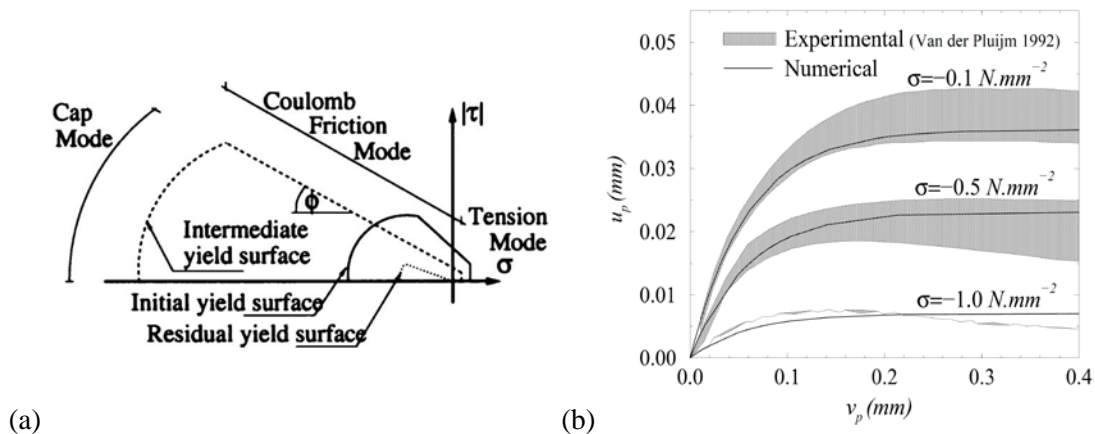 Cap
Mode
Coulomb
Friction
Mode
|τ|
ϕ
Tension
Mode
σ
Intermediate
yield surface
Initial yield surface
Residual yield surface
(a)
0.05
0.04
0.03
0.02
0.01
0.00
u_p (mm)
Experimental (Van der Pluijm 1992)
Numerical
σ=−0.1 N.mm⁻²
σ=−0.5 N.mm⁻²
σ=−1.0 N.mm⁻²
0.0 0.1 0.2 0.3 0.4
v_p (mm)
(b)